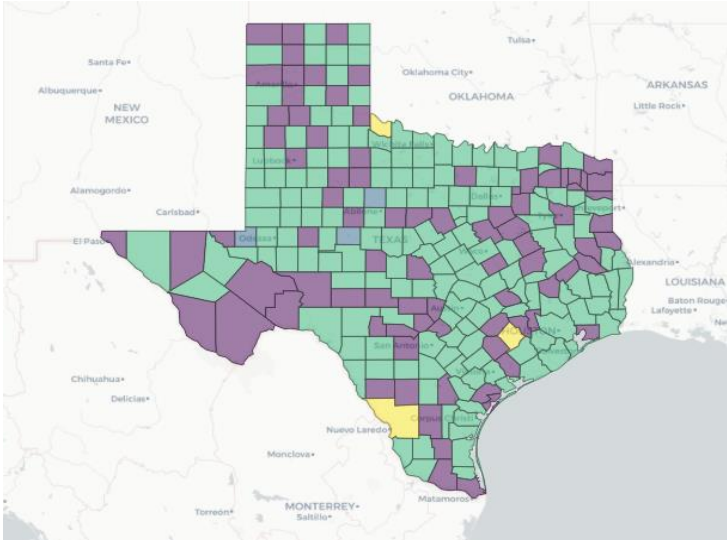 Tulsa
Santa Fe
Amarillo
Oklahoma City
ARKANSAS
Albuquerque
OKLAHOMA
Little Rock
NEW
MEXICO
Wichita Falls
Lubbock
Alamogordo
Dallas
Tyler
Shreveport
Carlsbad
Abilene
El Paso
Odessa
TEXAS
Waco
Alexandria
LOUISIANA
Baton Rouge
Austin
Lafayette
HOUSTON
San Antonio
Galveston
Chihuahua
Victoria
Delicias
Corpus Christi
Nuevo Laredo
Monclova
Matamoros
Torreón
MONTERREY
Saltillo